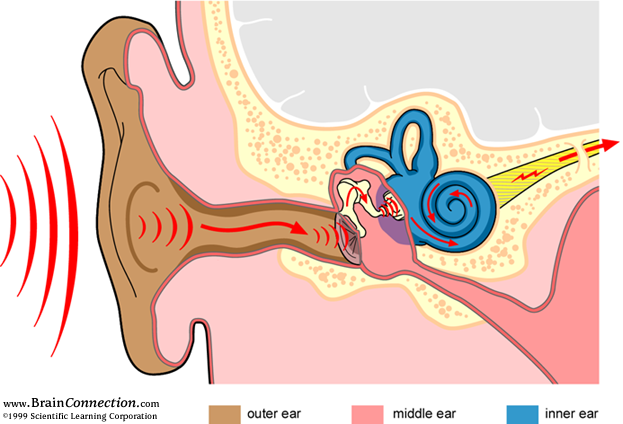 www.BrainConnection.com
©1999 Scientific Learning Corporation
outer ear
middle ear
inner ear